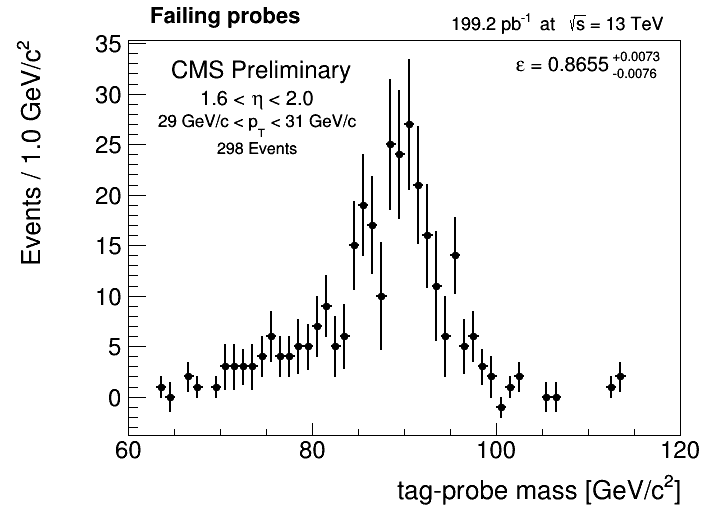 Failing probes
199.2 pb⁻¹ at √s = 13 TeV
CMS Preliminary
1.6 < η < 2.0
29 GeV/c < p_T < 31 GeV/c
298 Events
ε = 0.8655 +0.0073 -0.0076
Events / 1.0 GeV/c²
35
30
25
20
15
10
5
0
60 80 100 120
tag-probe mass [GeV/c²]